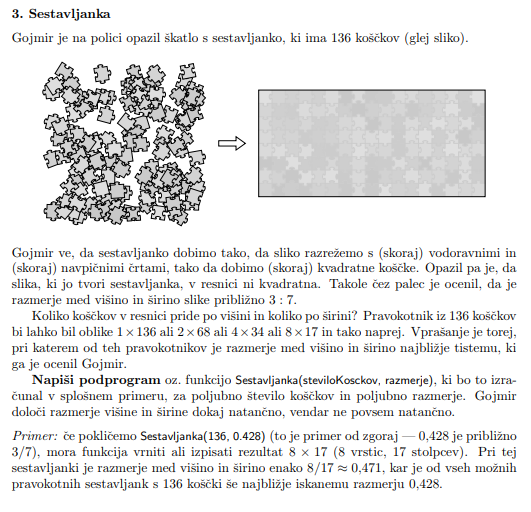 3. Sestavljanka
Gojmir je na polici opazil škatlo s sestavljanko, ki ima 136 koščkov (glej sliko).
Gojmir ve, da sestavljanko dobimo tako, da sliko razrežemo s (skoraj) vodoravnimi in
(skoraj) navpičnimi črtami, tako da dobimo (skoraj) kvadratne koščke. Opazil pa je, da
slika, ki jo tvori sestavljanka, v resnici ni kvadratna. Takole čez palec je ocenil, da je
razmerje med višino in širino slike približno 3 : 7.
Koliko koščkov v resnici pride po višini in koliko po širini? Pravokotnik iz 136 koščkov
bi lahko bil oblike 1 × 136 ali 2 × 68 ali 4 × 34 ali 8 × 17 in tako naprej. Vprašanje je torej,
pri katerem od teh pravokotnikov je razmerje med višino in širino najbližje tistemu, ki
ga je ocenil Gojmir.
Napiši podprogram oz. funkcijo Sestavljanka(steviloKosckov, razmerje), ki bo to izra-
čunal v splošnem primeru, za poljubno število koščkov in poljubno razmerje. Gojmir
določi razmerje višine in širine dokaj natančno, vendar ne povsem natančno.
Primer: če pokličemo Sestavljanka(136, 0.428) (to je primer od zgoraj — 0,428 je približno
3/7), mora funkcija vrniti ali izpisati rezultat 8 × 17 (8 vrstic, 17 stolpcev). Pri tej
sestavljanki je razmerje med višino in širino enako 8/17 ≈ 0,471, kar je od vseh možnih
pravokotnih sestavljank s 136 koščki še najbližje iskanemu razmerju 0,428.